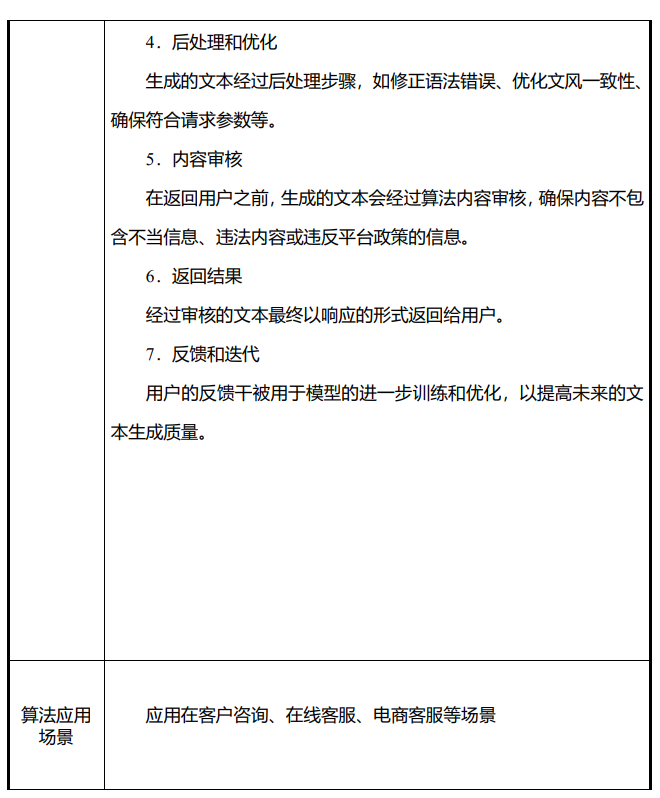 4．后处理和优化
生成的文本经过后处理步骤，如修正语法错误、优化文风一致性、
确保符合请求参数等。
5．内容审核
在返回用户之前，生成的文本会经过算法内容审核，确保内容不包
含不当信息、违法内容或违反平台政策的信息。
6．返回结果
经过审核的文本最终以响应的形式返回给用户。
7．反馈和迭代
用户的反馈干被用于模型的进一步训练和优化，以提高未来的文
本生成质量。
算法应用
场景
应用在客户咨询、在线客服、电商客服等场景